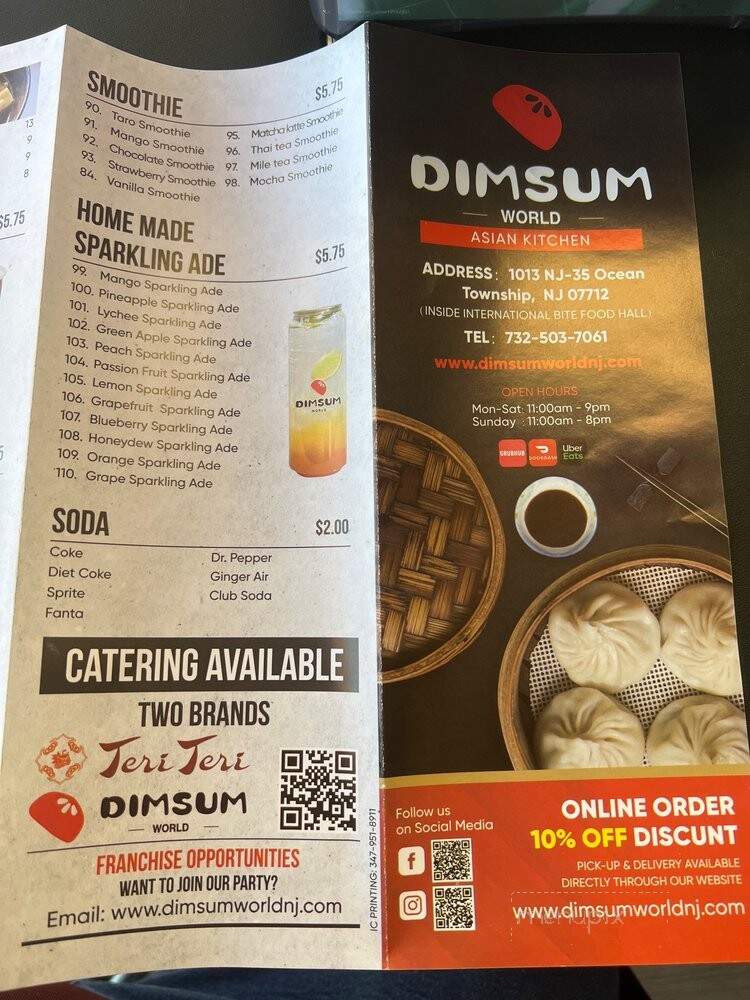 13
9
9
8
$5.75
SMOOTHIE $5.75
90. Taro Smoothie
91. Mango Smoothie
92. Chocolate Smoothie
93. Strawberry Smoothie
84. Vanilla Smoothie
95. Matcha latte Smoothie
96. Thai tea Smoothie
97. Mile tea Smoothie
98. Mocha Smoothie
HOME MADE
SPARKLING ADE $5.75
99. Mango Sparkling Ade
100. Pineapple Sparkling Ade
101. Lychee Sparkling Ade
102. Green Apple Sparkling Ade
103. Peach Sparkling Ade
104. Passion Fruit Sparkling Ade
105. Lemon Sparkling Ade
106. Grapefruit Sparkling Ade
107. Blueberry Sparkling Ade
108. Honeydew Sparkling Ade
109. Orange Sparkling Ade
110. Grape Sparkling Ade
DIMSUM
WORLD
SODA $2.00
Coke
Diet Coke
Sprite
Fanta
Dr. Pepper
Ginger Air
Club Soda
CATERING AVAILABLE
TWO BRANDS
Teri Teri
DIMSUM
WORLD
FRANCHISE OPPORTUNITIES
WANT TO JOIN OUR PARTY?
Email: www.dimsumworldnj.com
IC PRINTING: 347-951-8911
DIMSUM
WORLD
ASIAN KITCHEN
ADDRESS: 1013 NJ-35 Ocean
Township, NJ 07712
(INSIDE INTERNATIONAL BITE FOOD HALL)
TEL: 732-503-7061
www.dimsumworldnj.com
OPEN HOURS
Mon-Sat: 11:00am - 9pm
Sunday : 11:00am - 8pm
GRUBHUB
DOORDASH
Uber
Eats
Follow us
on Social Media
ONLINE ORDER
10% OFF DISCUNT
PICK-UP & DELIVERY AVAILABLE
DIRECTLY THROUGH OUR WEBSITE
www.dimsumworldnj.com
menupix